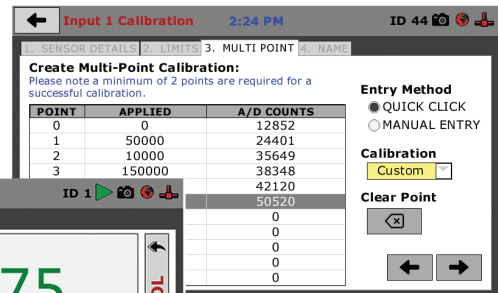 Input 1 Calibration 2:24 PM ID 44
1. SENSOR DETAILS 2. LIMITS 3. MULTI POINT 4. NAME
Create Multi-Point Calibration:
Please note a minimum of 2 points are required for a
successful calibration.
POINT APPLIED A/D COUNTS
0 0 12852
1 50000 24401
2 10000 35649
3 150000 38348
42120
50520
0
0
0
0
0
Entry Method
QUICK CLICK
MANUAL ENTRY
Calibration
Custom
Clear Point
ID 1
75
OL